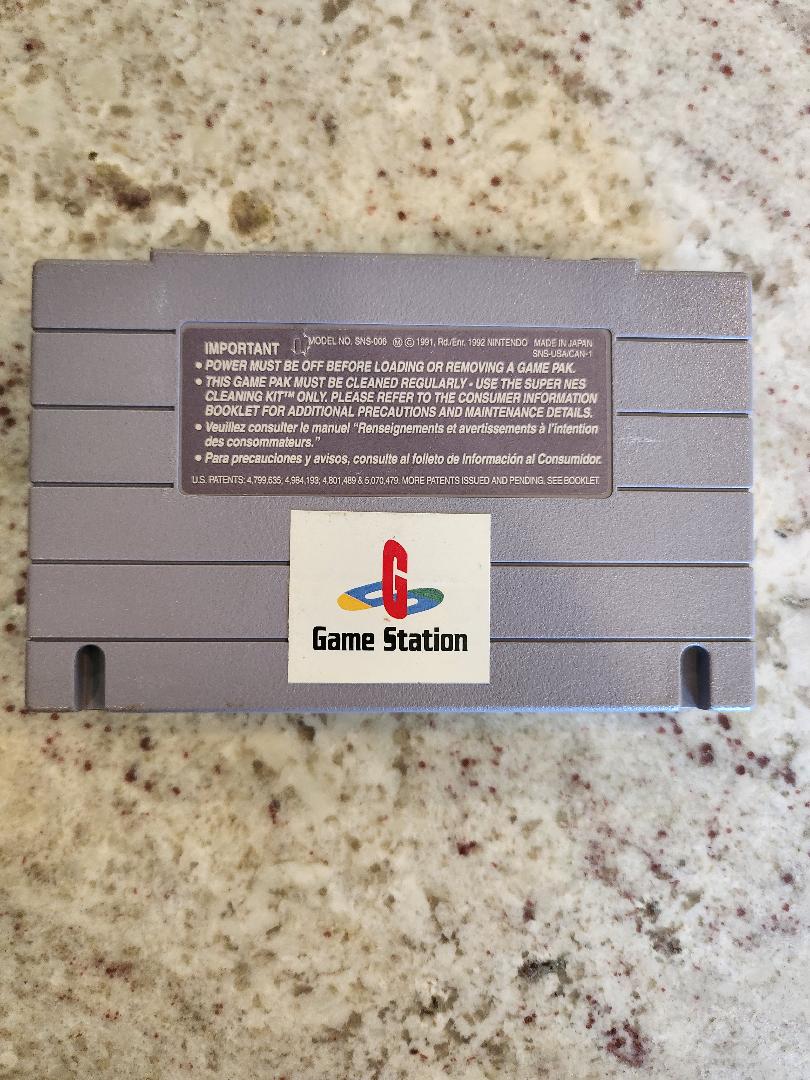 IMPORTANT MODEL NO. SNS-006 Ⓜ © 1991, Rd./Enr. 1992 NINTENDO MADE IN JAPAN
SNS-USA/CAN-1
• POWER MUST BE OFF BEFORE LOADING OR REMOVING A GAME PAK.
• THIS GAME PAK MUST BE CLEANED REGULARLY - USE THE SUPER NES
CLEANING KIT™ ONLY. PLEASE REFER TO THE CONSUMER INFORMATION
BOOKLET FOR ADDITIONAL PRECAUTIONS AND MAINTENANCE DETAILS.
• Veuillez consulter le manuel “Renseignements et avertissements à l'intention
des consommateurs.”
• Para precauciones y avisos, consulte al folleto de Información al Consumidor.
U.S. PATENTS: 4,799,635; 4,984,193; 4,801,489 & 5,070,479. MORE PATENTS ISSUED AND PENDING. SEE BOOKLET.
G
Game Station